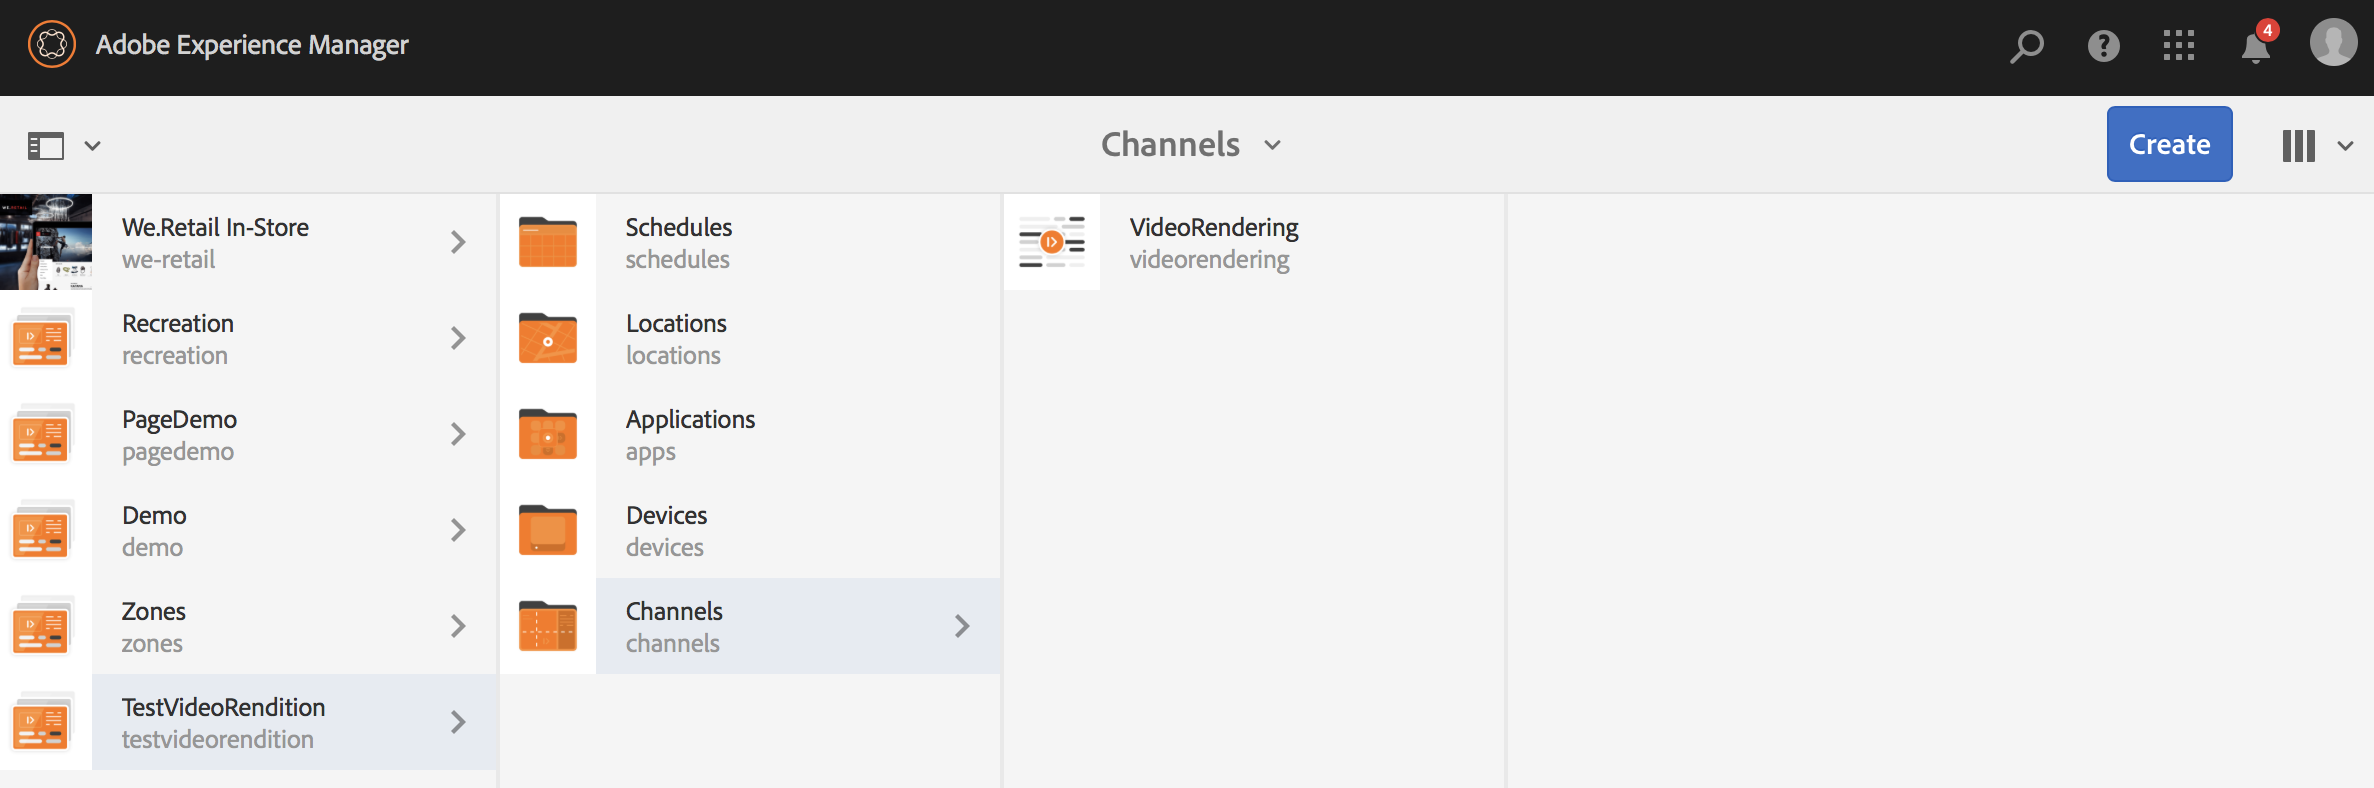 Adobe Experience Manager
4
Channels
Create
We.Retail In-Store
we-retail
Recreation
recreation
PageDemo
pagedemo
Demo
demo
Zones
zones
TestVideoRendition
testvideorendition
Schedules
schedules
Locations
locations
Applications
apps
Devices
devices
Channels
channels
VideoRendering
videorendering